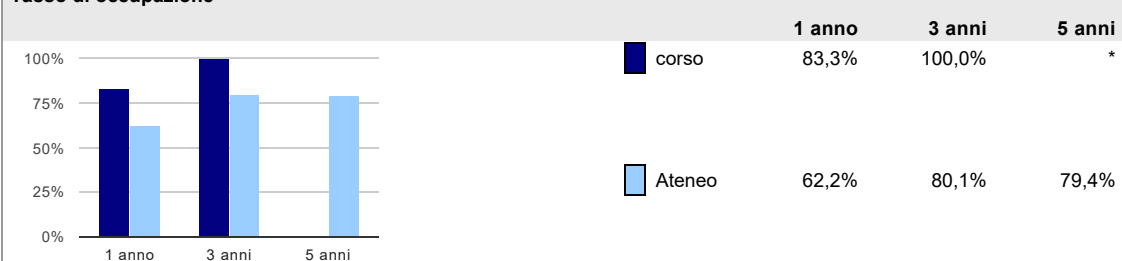 Tasso di occupazione
1 anno 3 anni 5 anni
100%
75%
50%
25%
0%
1 anno 3 anni 5 anni
corso 83,3% 100,0% *
Ateneo 62,2% 80,1% 79,4%